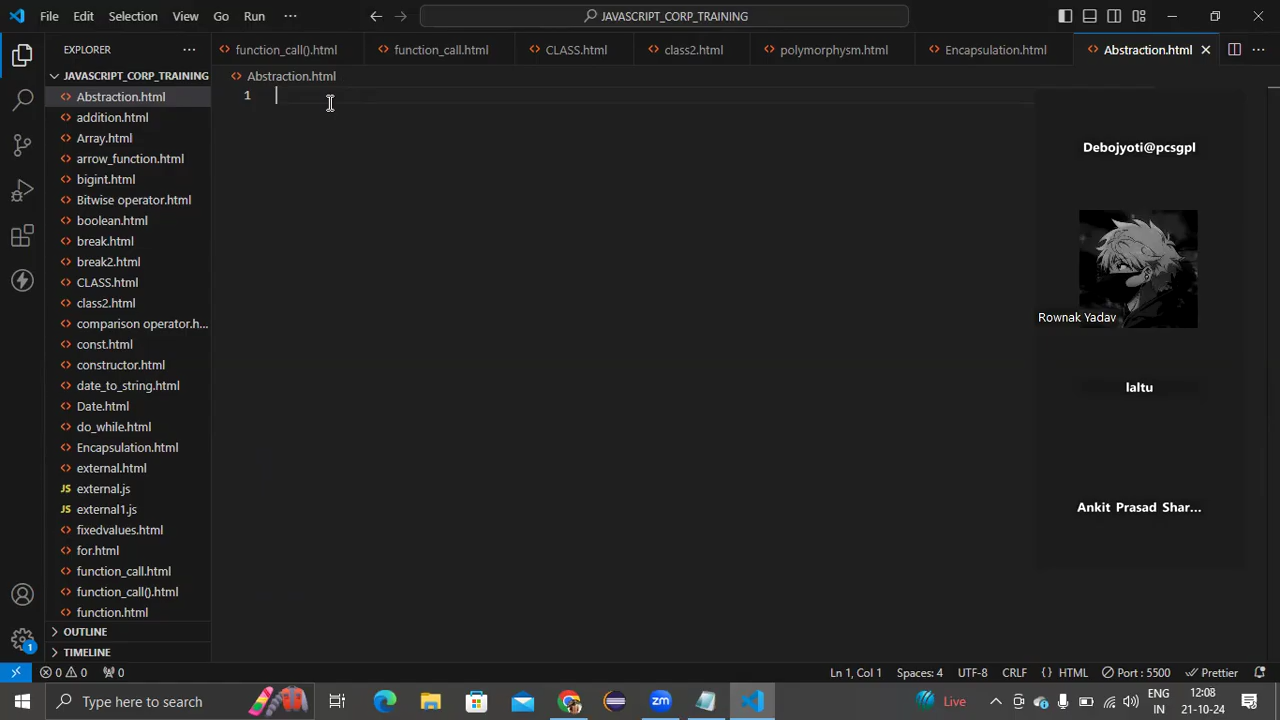 File Edit Selection View Go Run ··· JAVASCRIPT_CORP_TRAINING
EXPLORER ···
function_call().html function_call.html CLASS.html class2.html polymorphysm.html Encapsulation.html Abstraction.html
JAVASCRIPT_CORP_TRAINING
Abstraction.html
1
Abstraction.html
addition.html
Array.html
arrow_function.html
bigint.html
Bitwise operator.html
boolean.html
break.html
break2.html
CLASS.html
class2.html
comparison operator.h...
const.html
constructor.html
date_to_string.html
Date.html
do_while.html
Encapsulation.html
external.html
JS external.js
JS external1.js
fixedvalues.html
for.html
function_call.html
function_call().html
function.html
OUTLINE
TIMELINE
1
Debojyoti@pcsgpl
Rownak Yadav
laltu
Ankit Prasad Shar...
0 0 0 Ln 1, Col 1 Spaces: 4 UTF-8 CRLF { } HTML Port : 5500 Prettier
Type here to search
zm
Live
ENG
IN
12:08
21-10-24